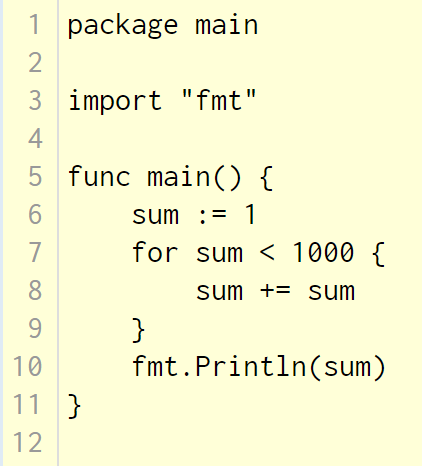 1 package main
2
3 import "fmt"
4
5 func main() {
6     sum := 1
7     for sum < 1000 {
8         sum += sum
9     }
10     fmt.Println(sum)
11 }
12